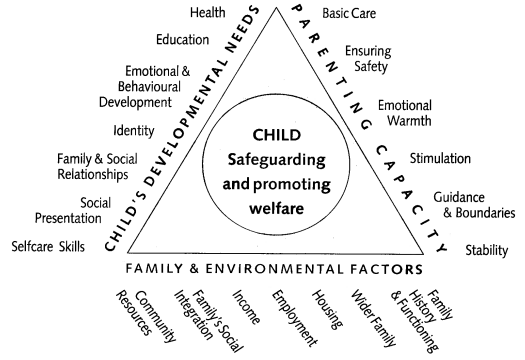 Health
Education
Emotional &
Behavioural
Development
Identity
Family & Social
Relationships
Social
Presentation
Selfcare Skills
CHILD'S DEVELOPMENTAL NEEDS
CHILD
Safeguarding
and promoting
welfare
PARENTING CAPACITY
Basic Care
Ensuring
Safety
Emotional
Warmth
Stimulation
Guidance
& Boundaries
Stability
FAMILY & ENVIRONMENTAL FACTORS
Community
Resources
Family's Social
Integration
Income
Employment
Housing
Wider Family
Family
History
& Functioning